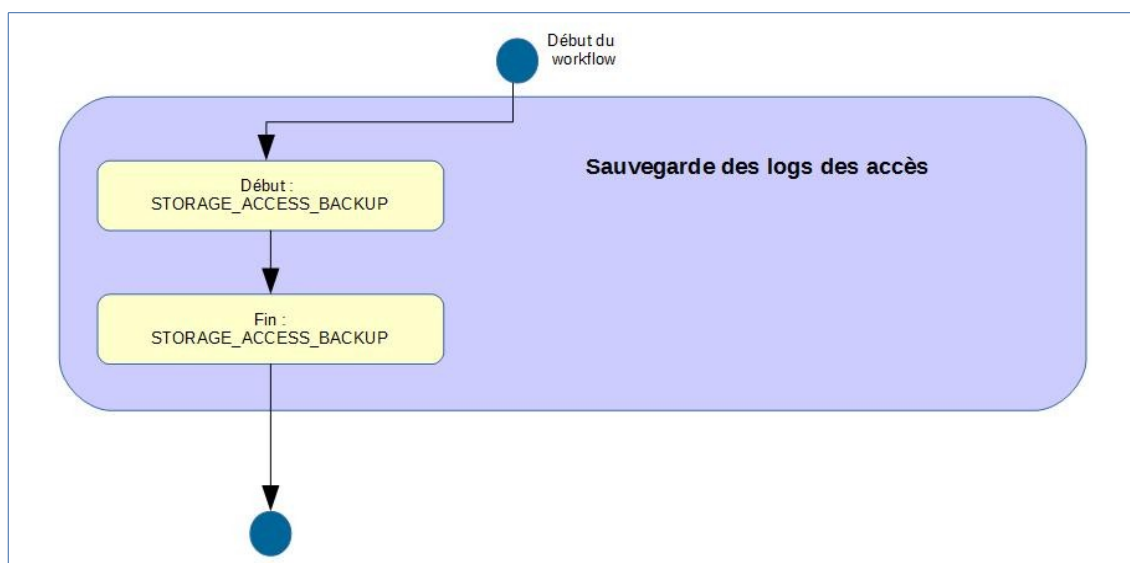 Début du
workflow
Sauvegarde des logs des accès
Début :
STORAGE_ACCESS_BACKUP
Fin :
STORAGE_ACCESS_BACKUP